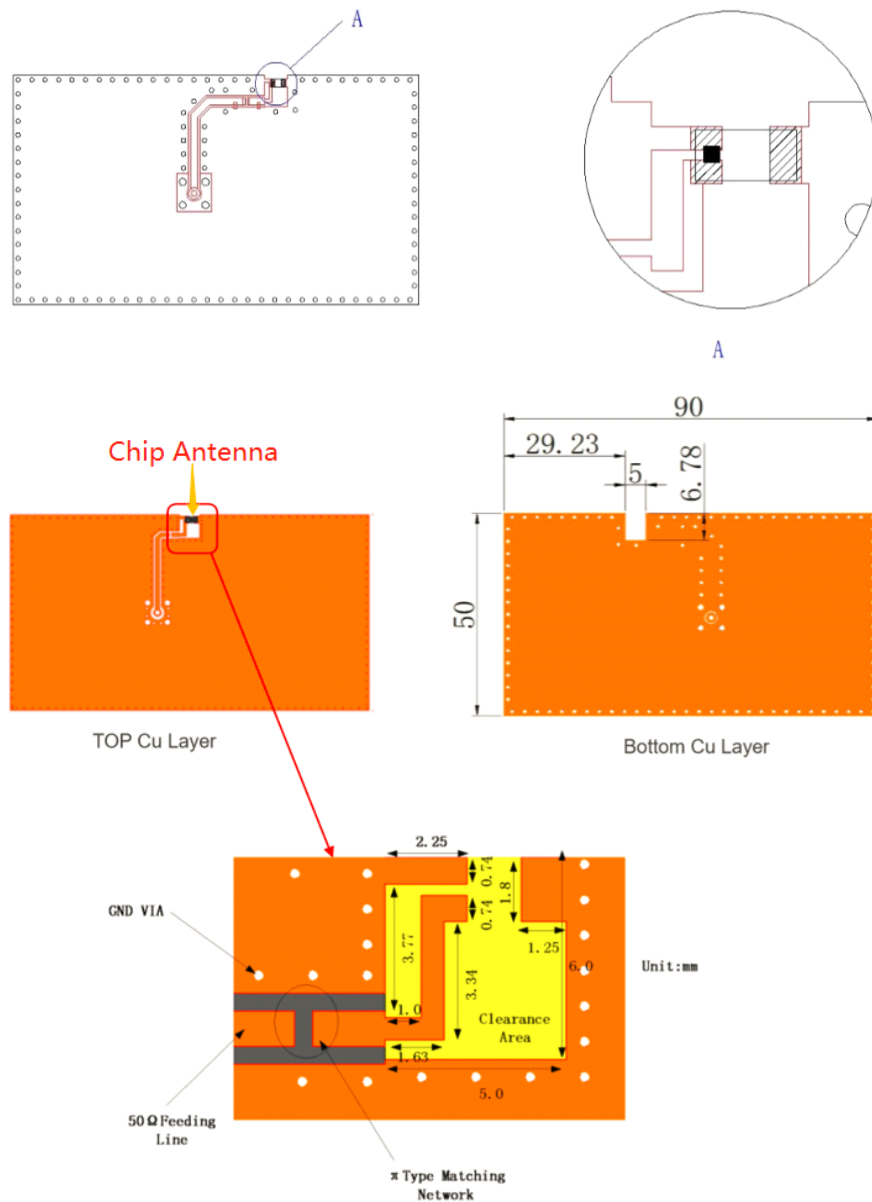 A
A
Chip Antenna
90
29.23
5
6.78
50
TOP Cu Layer
Bottom Cu Layer
2.25
0.74
1.8
GND VIA
0.74
3.77
1.25
6.0
Unit:mm
3.34
1.0
Clearance
Area
1.63
5.0
50ΩFeeding
Line
π Type Matching
Network